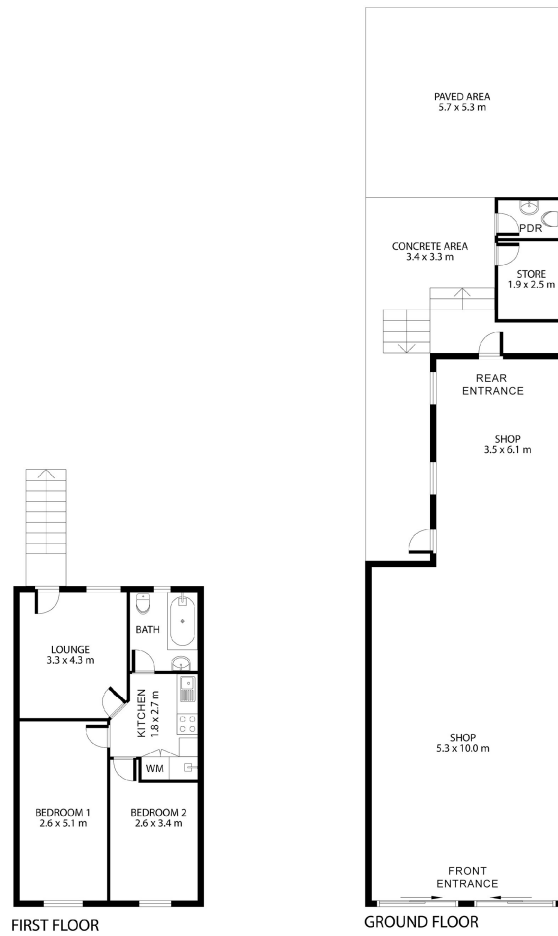 PAVED AREA
5.7 x 5.3 m
PDR
CONCRETE AREA
3.4 x 3.3 m
STORE
1.9 x 2.5 m
REAR
ENTRANCE
SHOP
3.5 x 6.1 m
BATH
LOUNGE
3.3 x 4.3 m
KITCHEN
1.8 x 2.7 m
WM
BEDROOM 1
2.6 x 5.1 m
BEDROOM 2
2.6 x 3.4 m
FIRST FLOOR
SHOP
5.3 x 10.0 m
FRONT
ENTRANCE
GROUND FLOOR